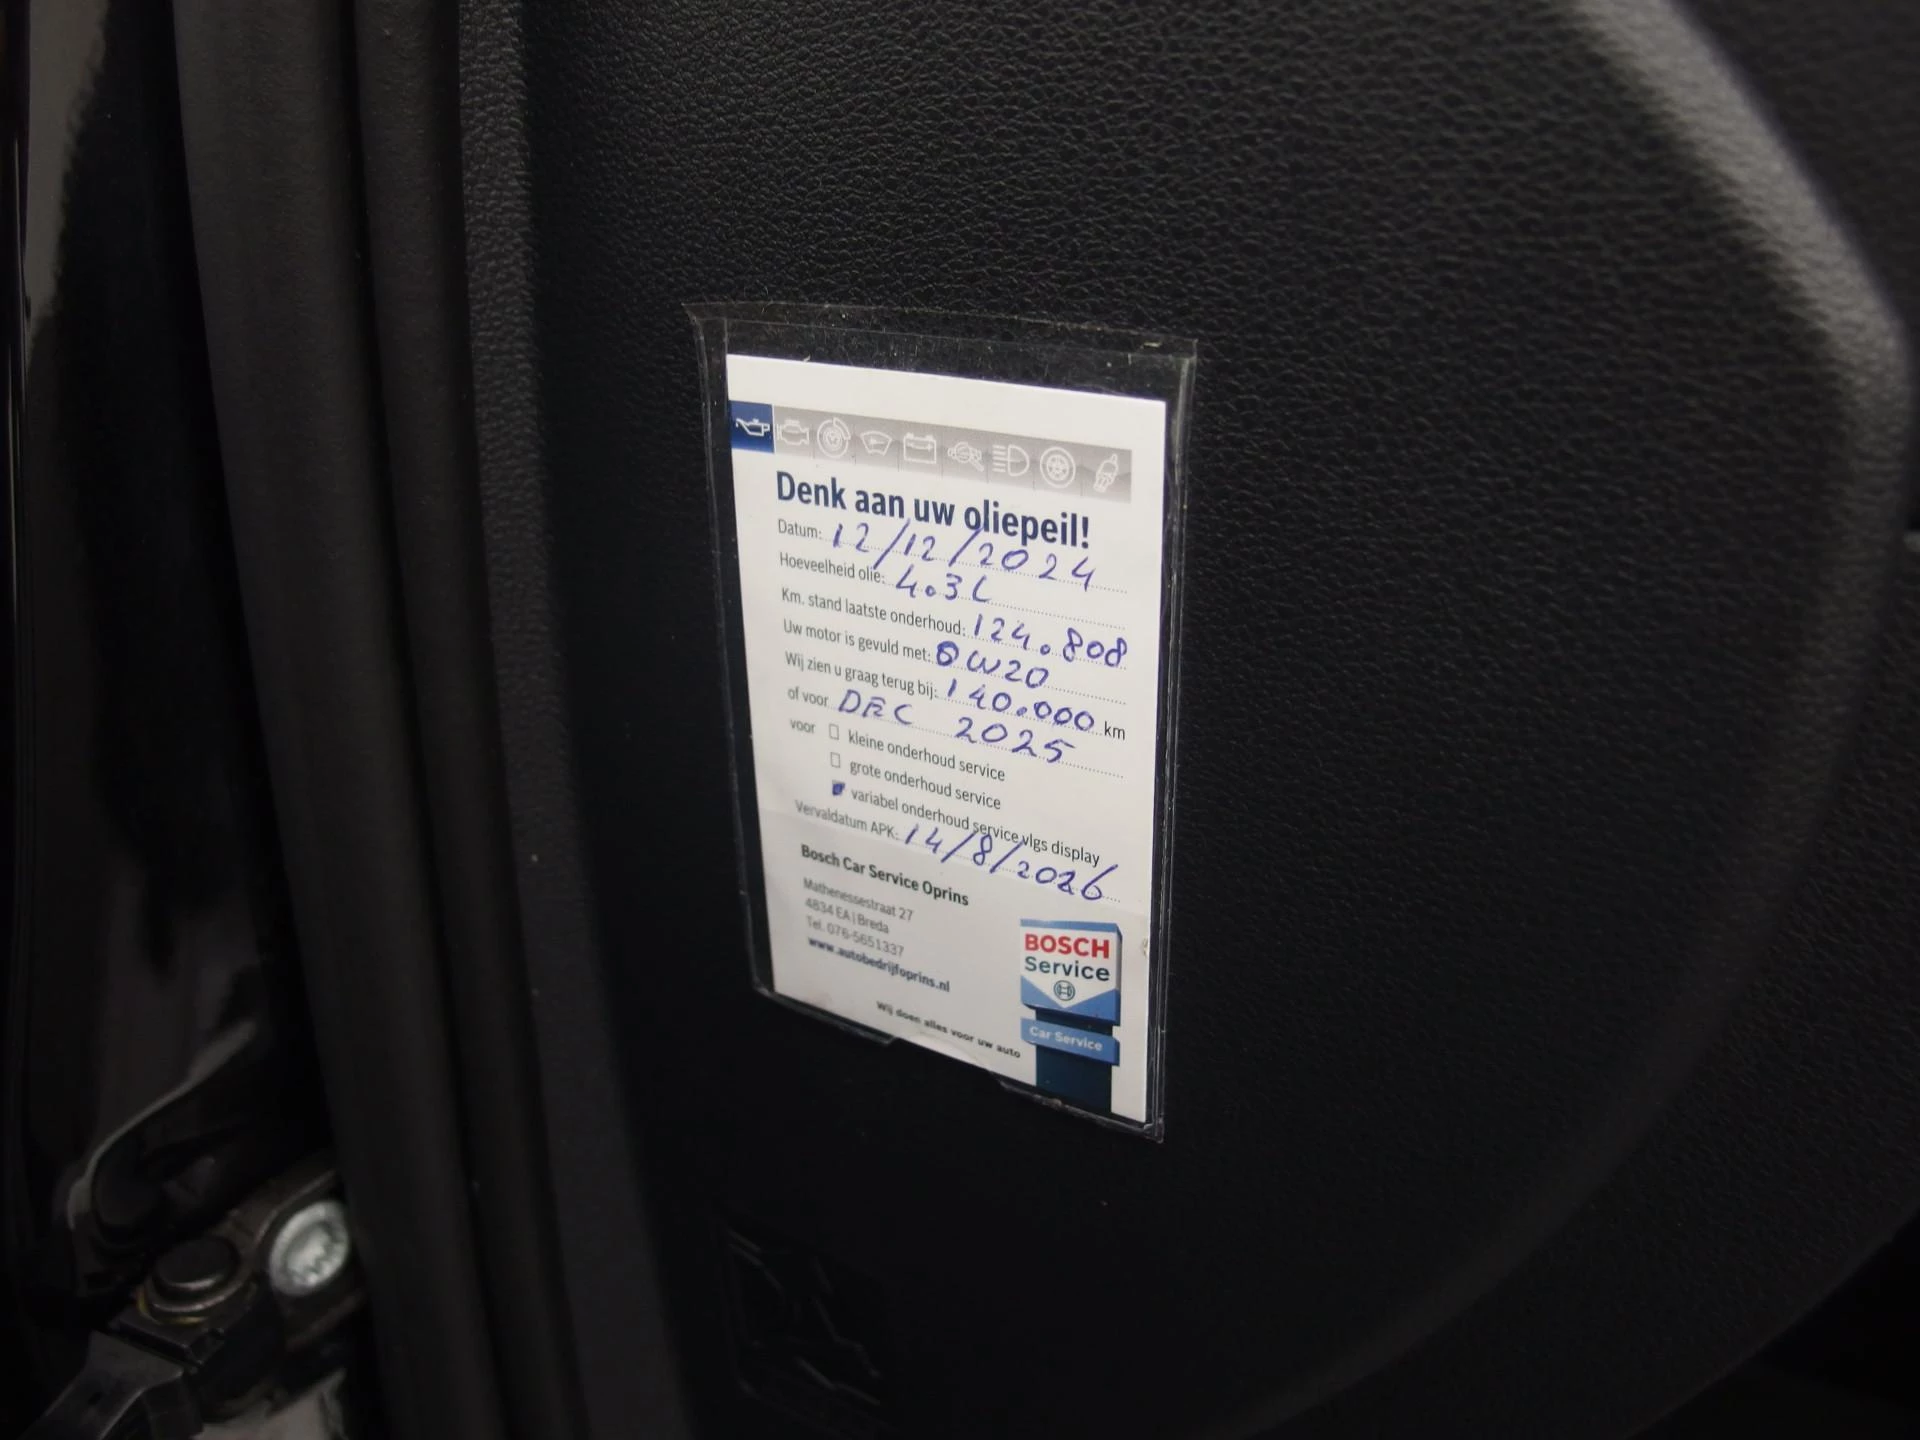 Denk aan uw oliepeil!
Datum: 12/12/2024
Hoeveelheid olie: 4.3L
Km. stand laatste onderhoud: 124.808
Uw motor is gevuld met: 0W20
Wij zien u graag terug bij: 140.000 km
of voor DEC 2025
voor kleine onderhoud service
grote onderhoud service
variabel onderhoud service vlgs display
Vervaldatum APK: 14/8/2026
Bosch Car Service Oprins
Mathenessestraat 27
4834 EA | Breda
Tel. 076-5651337
www.autobedrijfoprins.nl
BOSCH
Service
Car Service
Wij doen alles voor uw auto